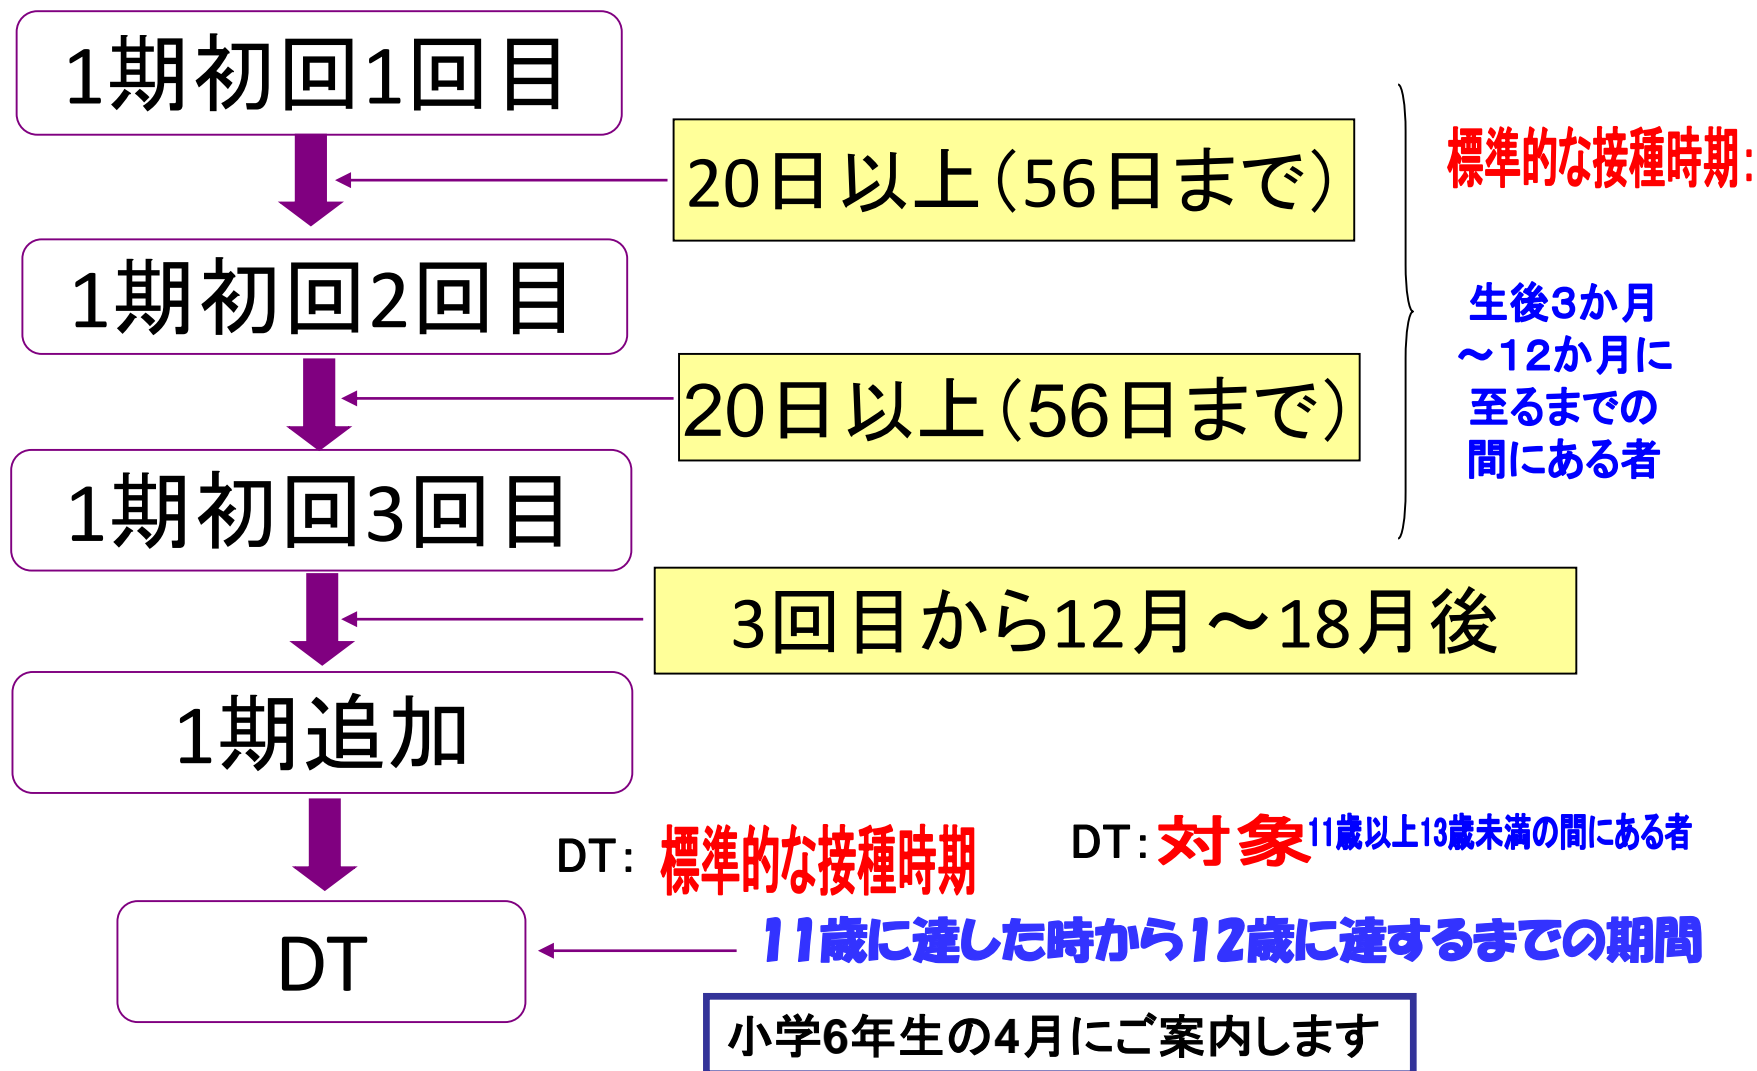 1期初回1回目
20日以上（56日まで）
標準的な接種時期：
1期初回2回目
生後３か月
～１２か月に
至るまでの
間にある者
20日以上（56日まで）
1期初回3回目
3回目から12月～18月後
1期追加
DT： 標準的な接種時期
DT：対象11歳以上13歳未満の間にある者
DT
11歳に達した時から12歳に達するまでの期間
小学6年生の4月にご案内します